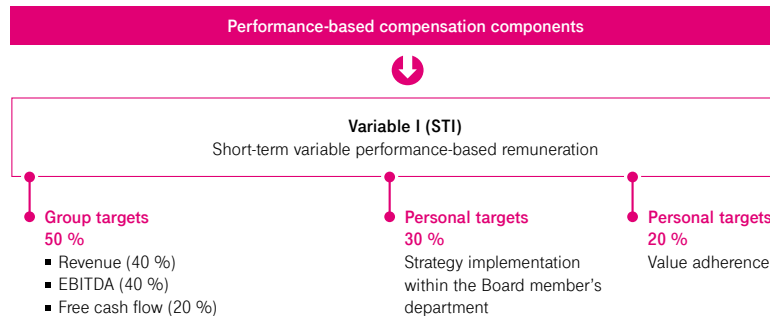 Performance-based compensation components
Variable I (STI)
Short-term variable performance-based remuneration
Group targets
50 %
▪ Revenue (40 %)
▪ EBITDA (40 %)
▪ Free cash flow (20 %)
Personal targets
30 %
Strategy implementation
within the Board member’s
department
Personal targets
20 %
Value adherence